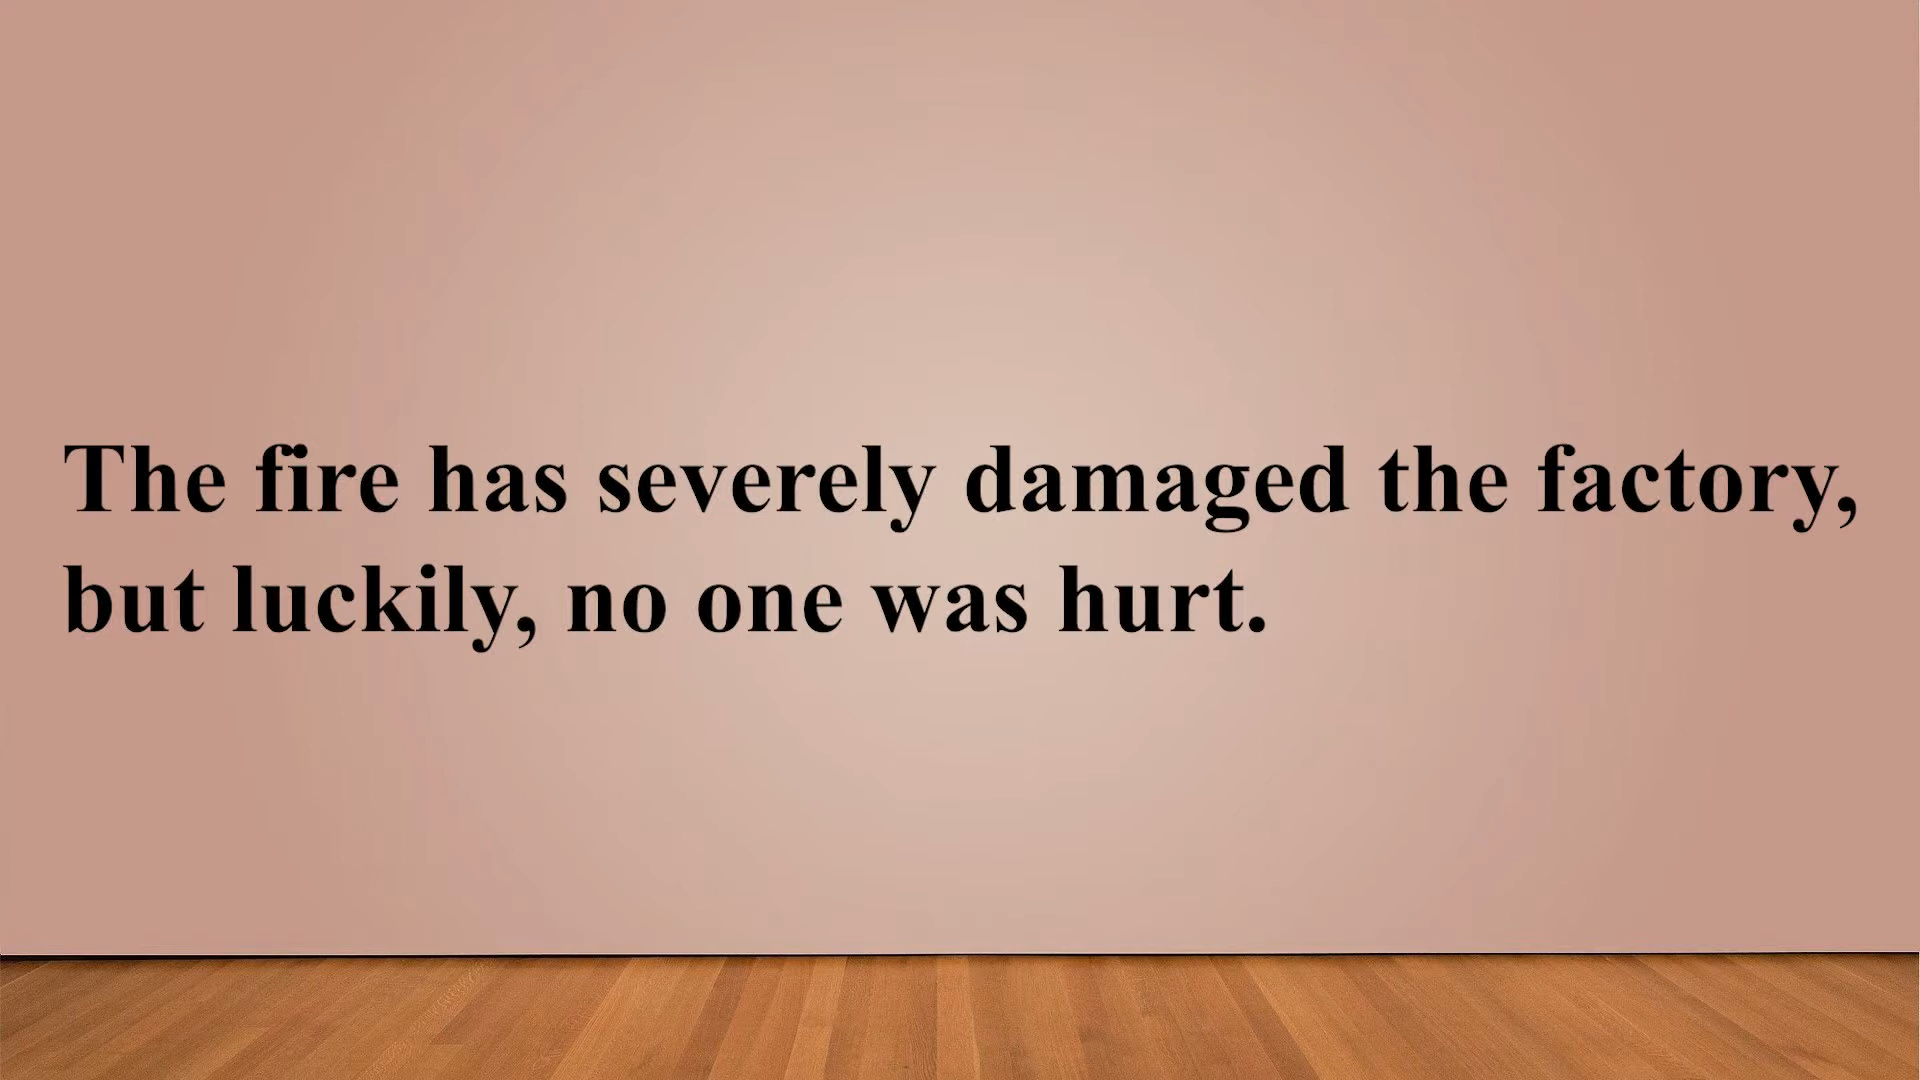 The fire has severely damaged the factory,
but luckily, no one was hurt.